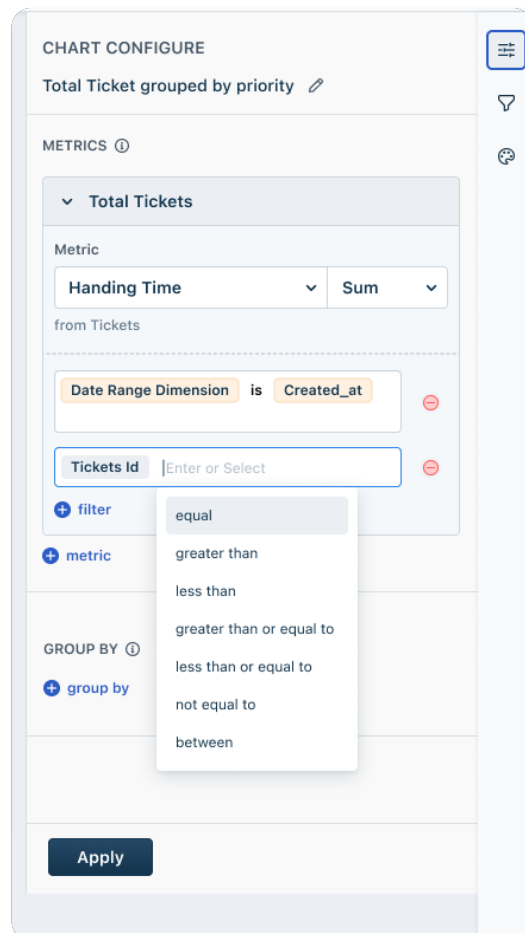 CHART CONFIGURE
Total Ticket grouped by priority
METRICS
Total Tickets
Metric
Handing Time Sum
from Tickets
Date Range Dimension is Created_at
Tickets Id Enter or Select
filter
equal
metric
greater than
less than
greater than or equal to
GROUP BY
less than or equal to
group by
not equal to
between
Apply